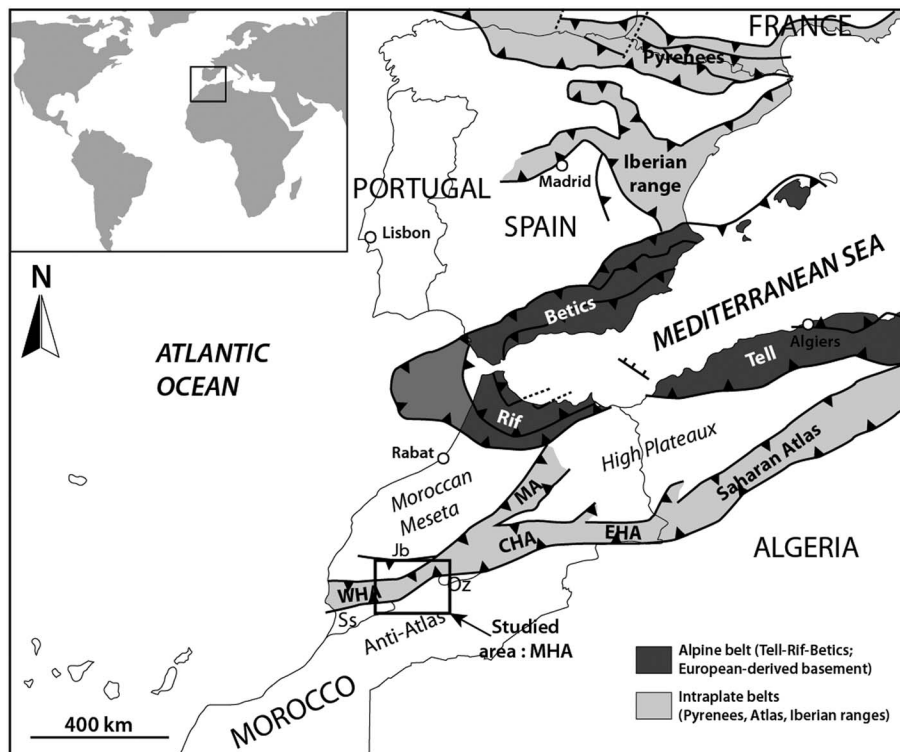 FRANCE
Pyrenees
Iberian
range
Madrid
PORTUGAL
SPAIN
Lisbon
N
MEDITERRANEAN SEA
Betics
ATLANTIC
OCEAN
Algiers
Tell
Rif
Rabat
High Plateaux
Saharan Atlas
Moroccan
Meseta
MA
CHA
EHA
Jb
ALGERIA
WHA
Oz
Ss
Anti-Atlas
Studied
area : MHA
MOROCCO
400 km
Alpine belt (Tell-Rif-Betics;
European-derived basement)
Intraplate belts
(Pyrenees, Atlas, Iberian ranges)